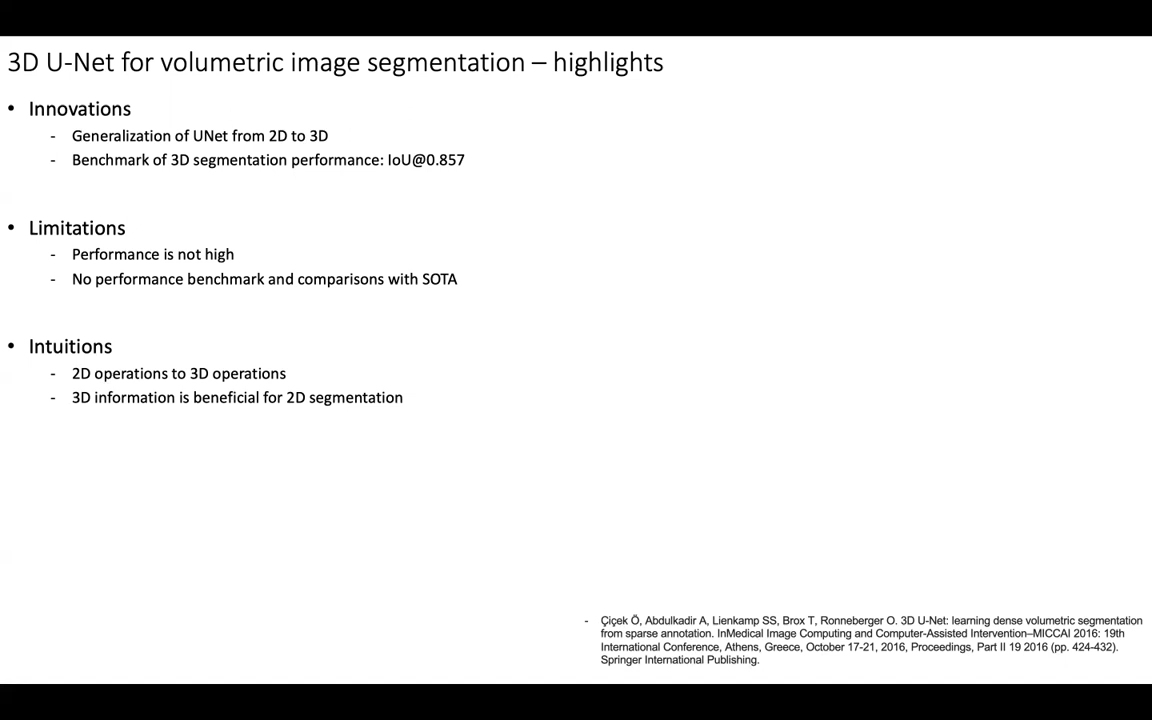 3D U-Net for volumetric image segmentation – highlights
• Innovations
- Generalization of UNet from 2D to 3D
- Benchmark of 3D segmentation performance: IoU@0.857
• Limitations
- Performance is not high
- No performance benchmark and comparisons with SOTA
• Intuitions
- 2D operations to 3D operations
- 3D information is beneficial for 2D segmentation
- Çiçek Ö, Abdulkadir A, Lienkamp SS, Brox T, Ronneberger O. 3D U-Net: learning dense volumetric segmentation
from sparse annotation. InMedical Image Computing and Computer-Assisted Intervention–MICCAI 2016: 19th
International Conference, Athens, Greece, October 17-21, 2016, Proceedings, Part II 19 2016 (pp. 424-432).
Springer International Publishing.